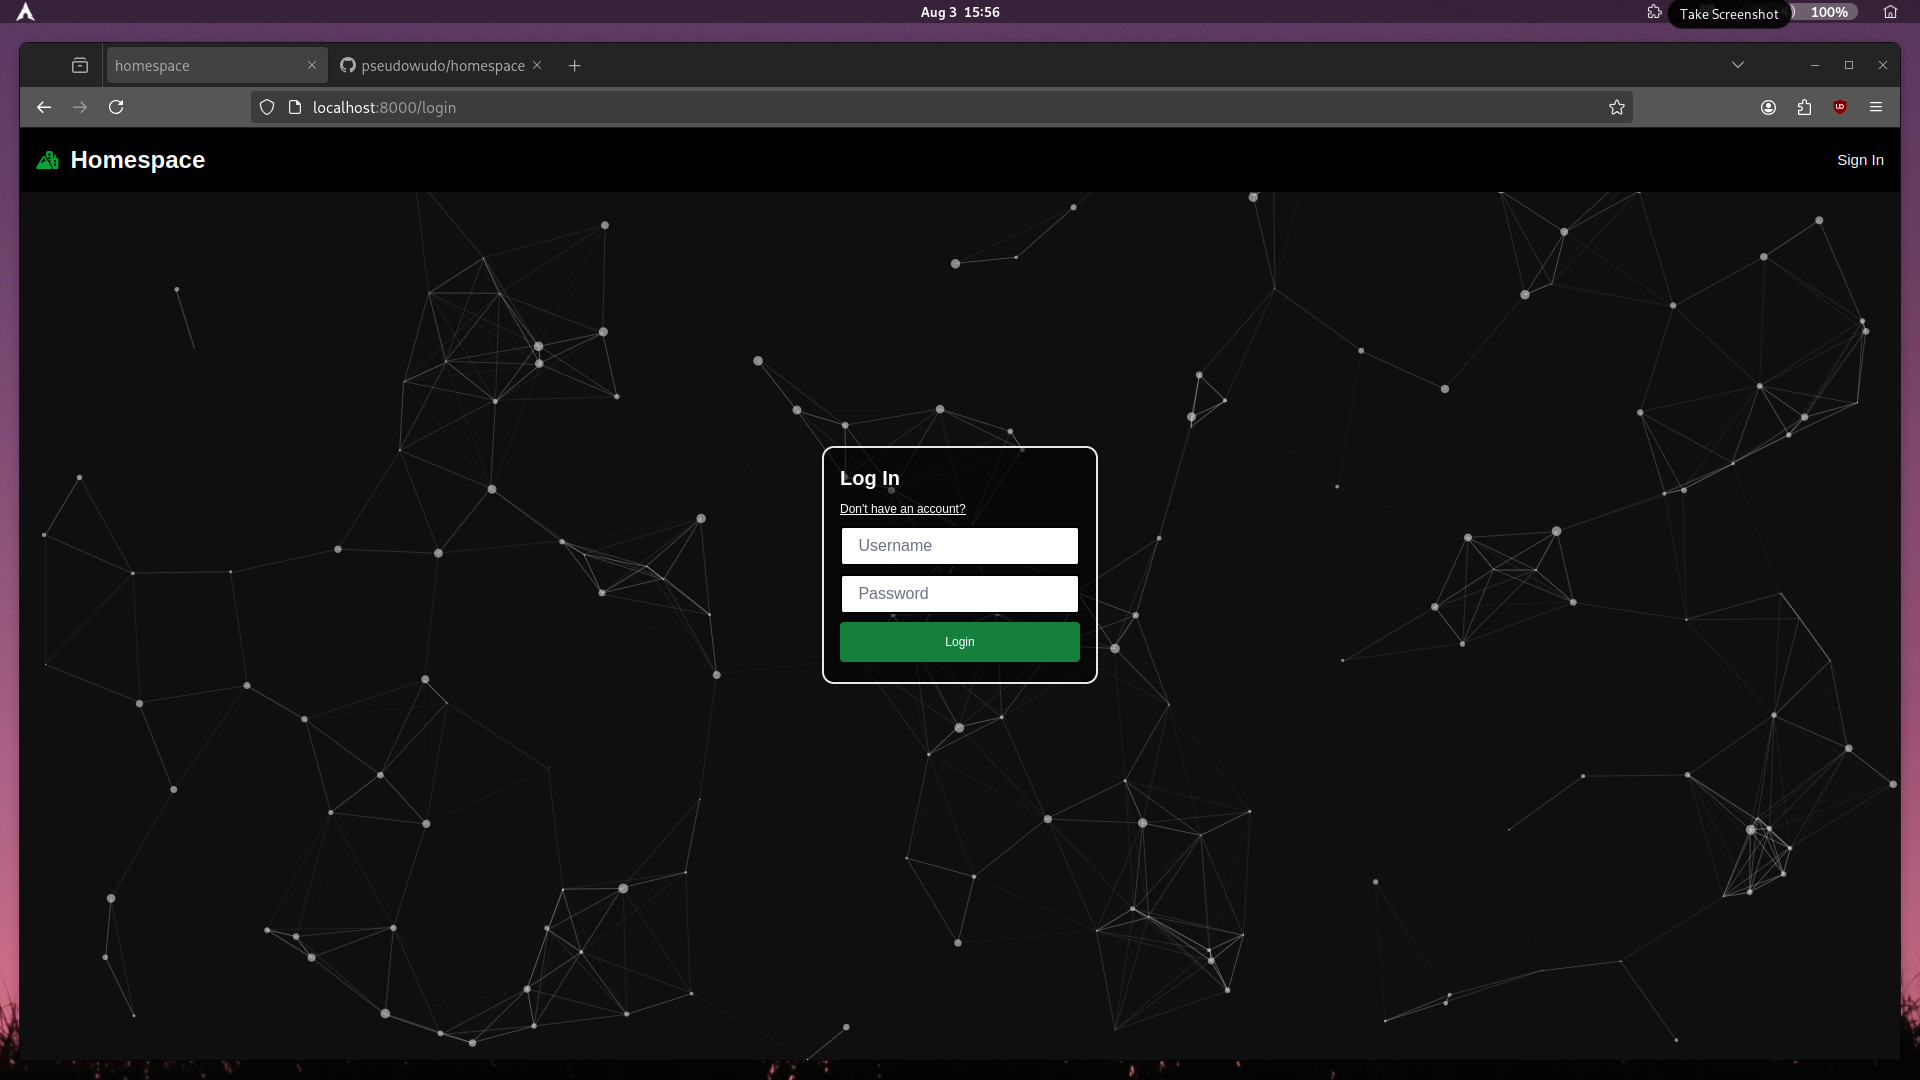 Aug 3 15:56
Take Screenshot
100%
homespace
pseudowudo/homespace
localhost:8000/login
Homespace
Sign In
Log In
Don't have an account?
Username
Password
Login